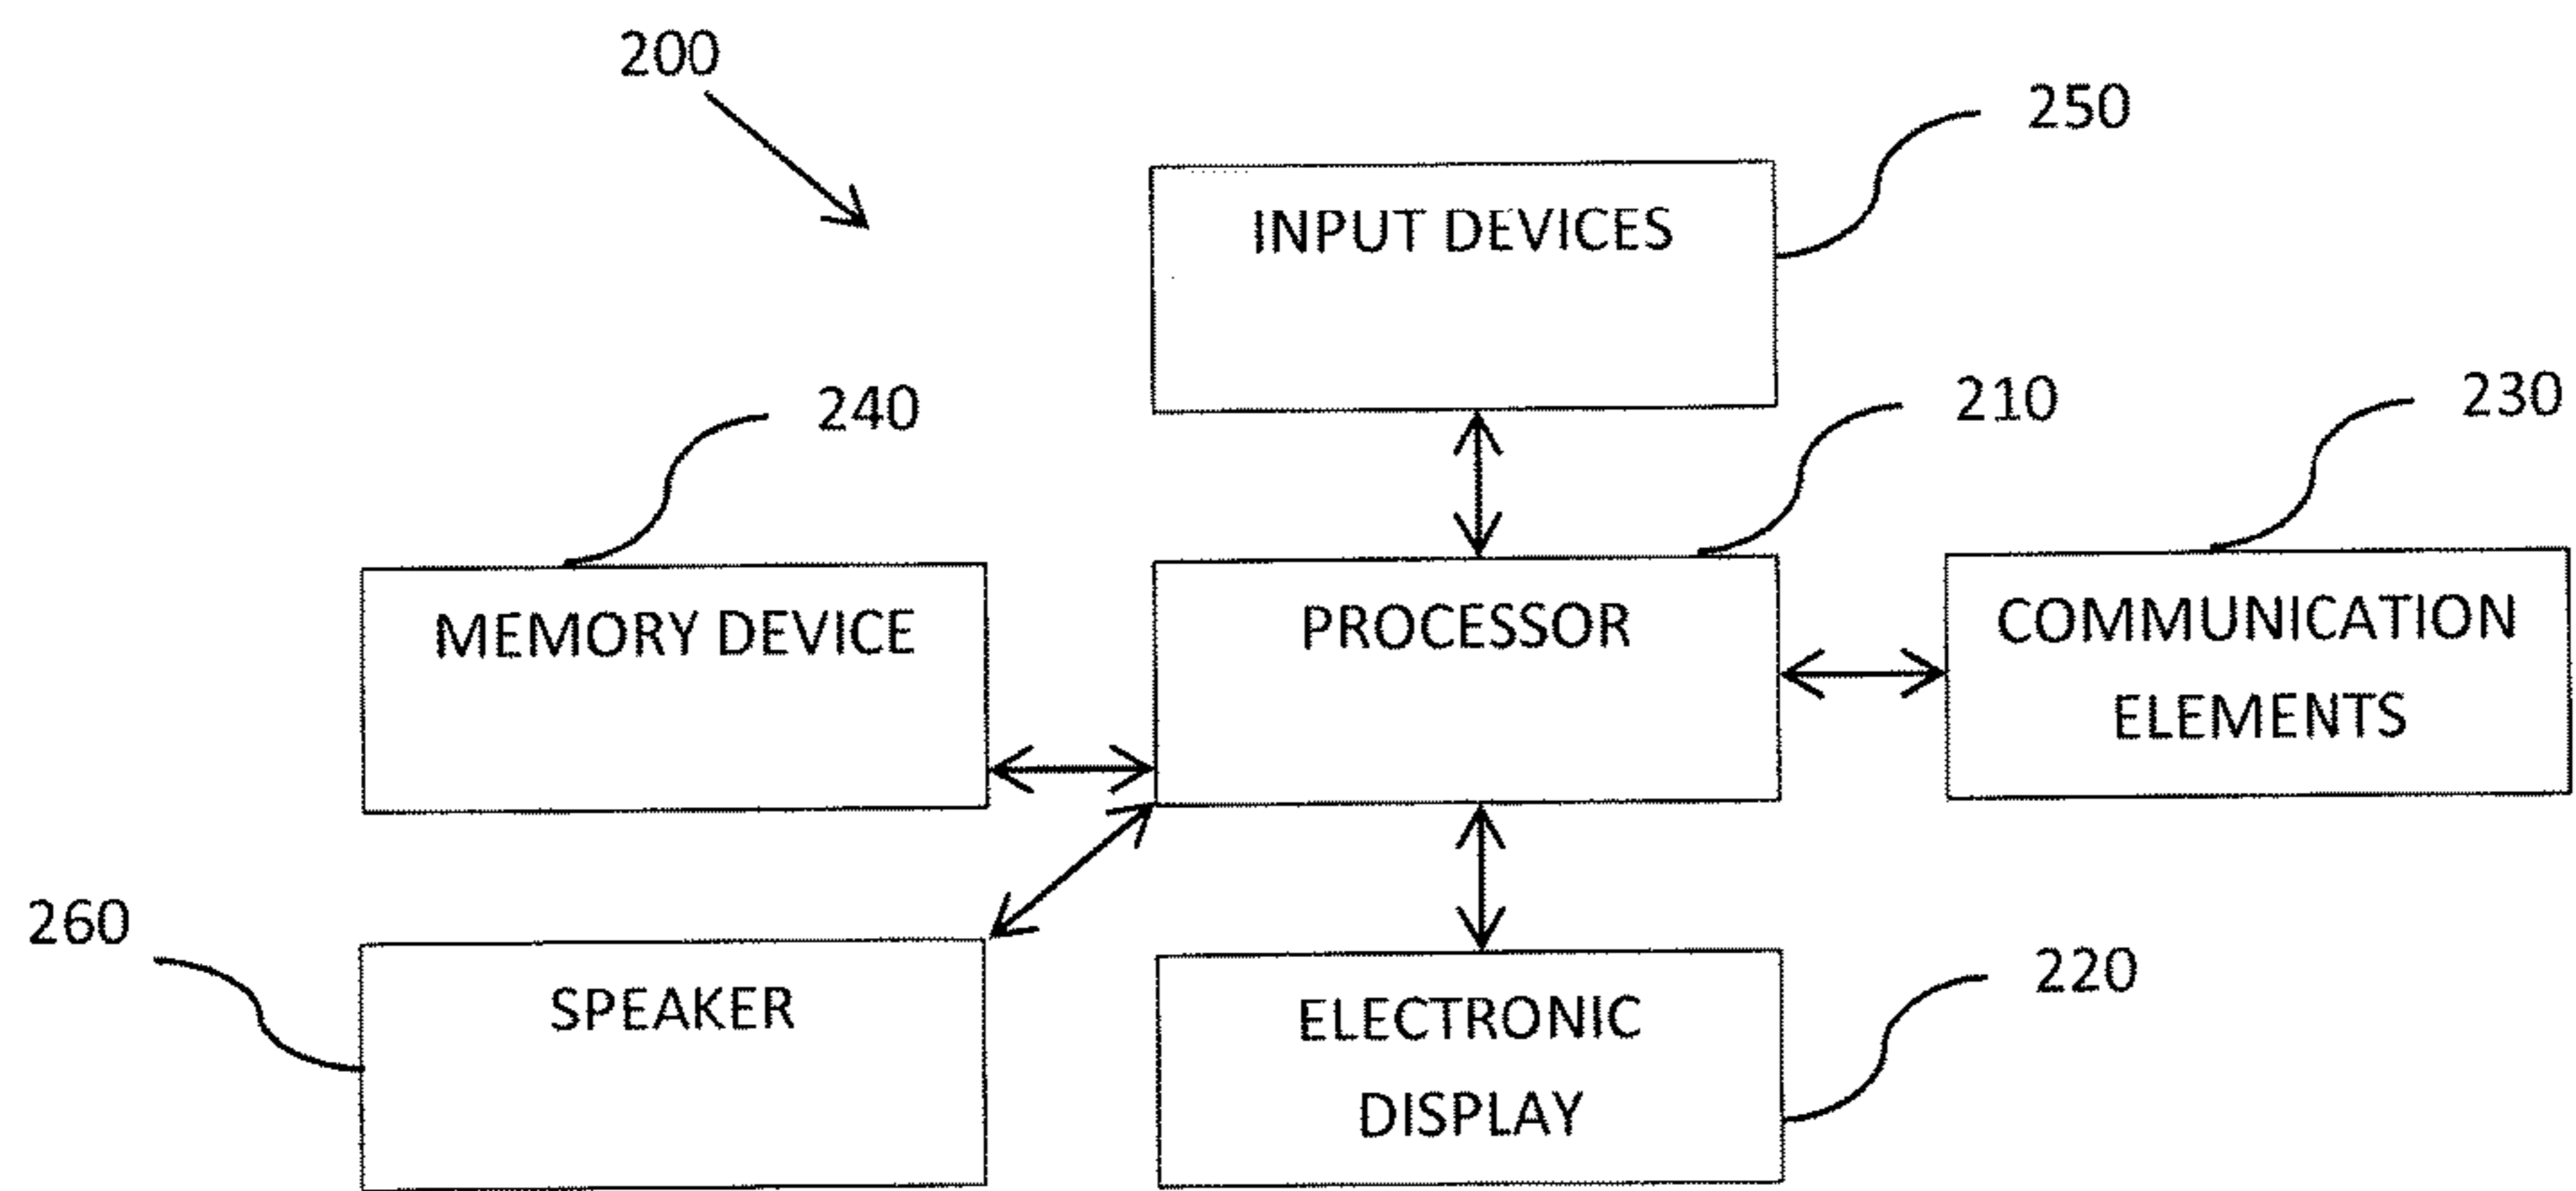 200
250
INPUT DEVICES
240
210
230
MEMORY DEVICE
PROCESSOR
COMMUNICATION
ELEMENTS
260
SPEAKER
220
ELECTRONIC
DISPLAY